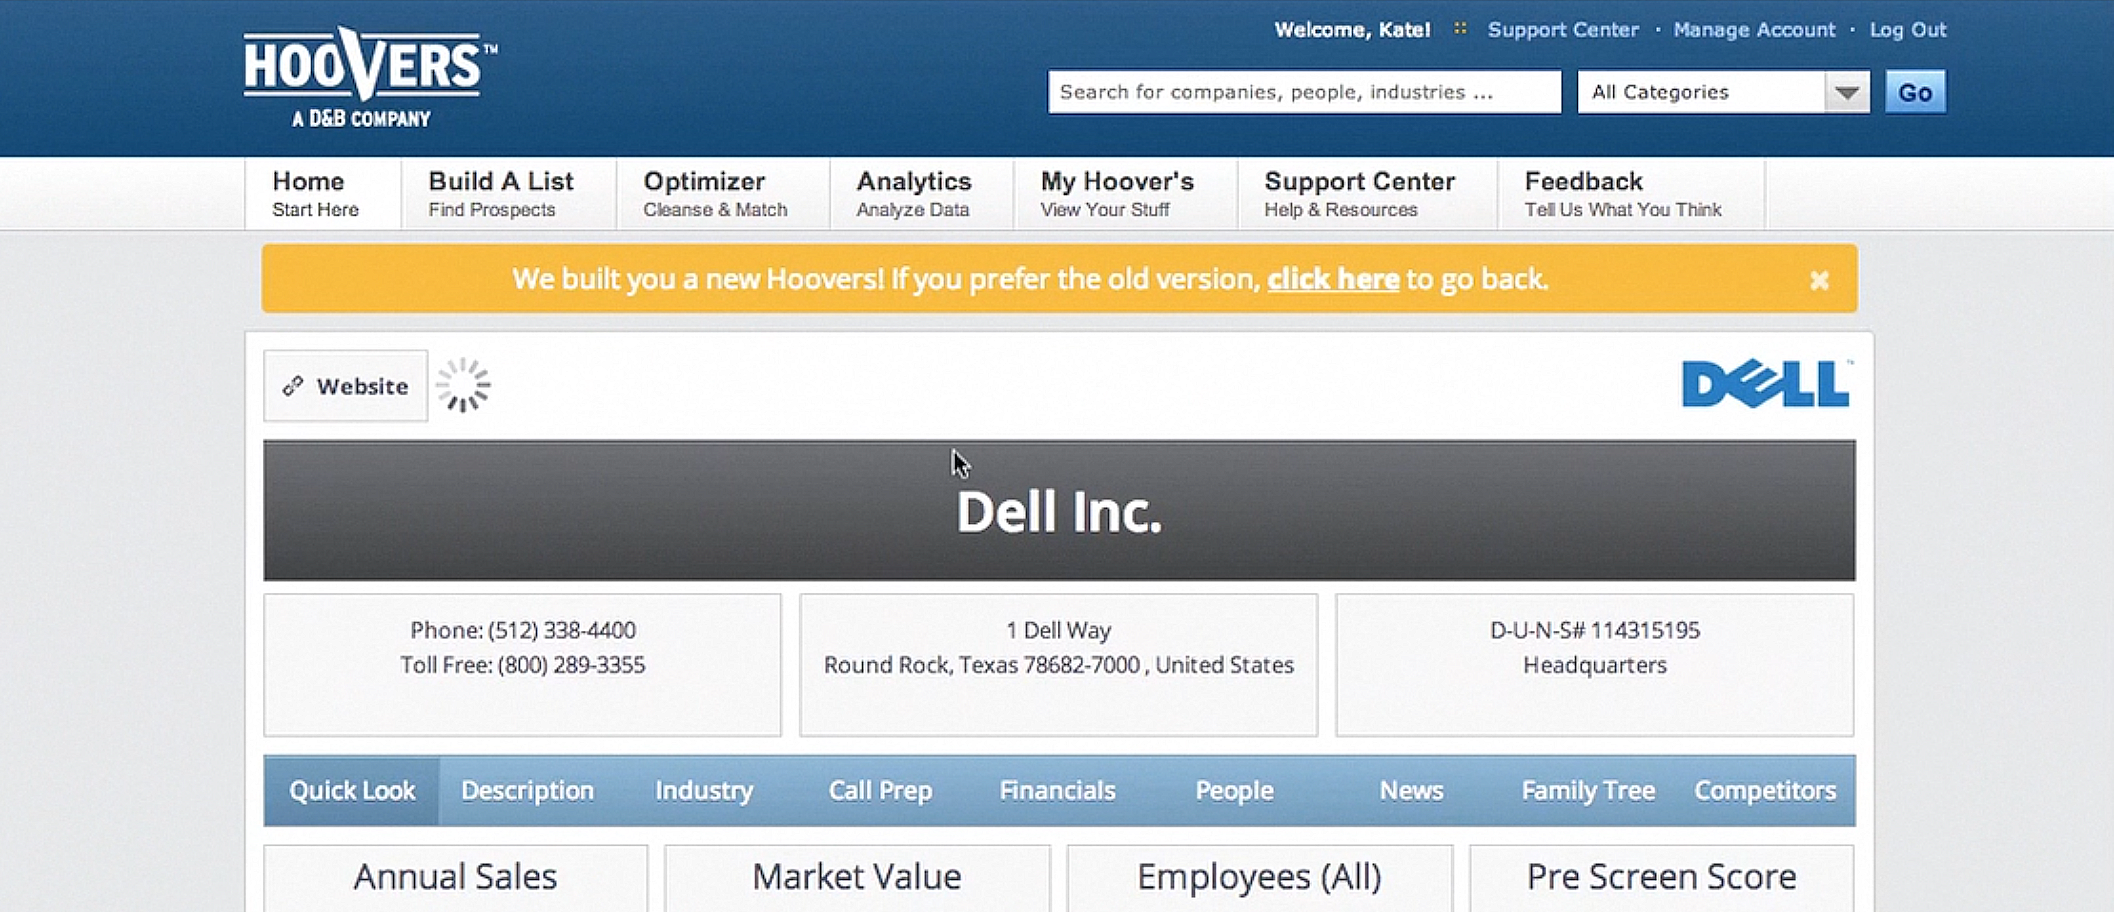 Welcome, Kate! Support Center · Manage Account · Log Out
HOOVERS™
A D&B COMPANY
Search for companies, people, industries ... All Categories Go
Home Build A List Optimizer Analytics My Hoover's Support Center Feedback
Start Here Find Prospects Cleanse & Match Analyze Data View Your Stuff Help & Resources Tell Us What You Think
We built you a new Hoovers! If you prefer the old version, click here to go back.
Website
DELL™
Dell Inc.
Phone: (512) 338-4400
Toll Free: (800) 289-3355
1 Dell Way
Round Rock, Texas 78682-7000 , United States
D-U-N-S# 114315195
Headquarters
Quick Look Description Industry Call Prep Financials People News Family Tree Competitors
Annual Sales Market Value Employees (All) Pre Screen Score